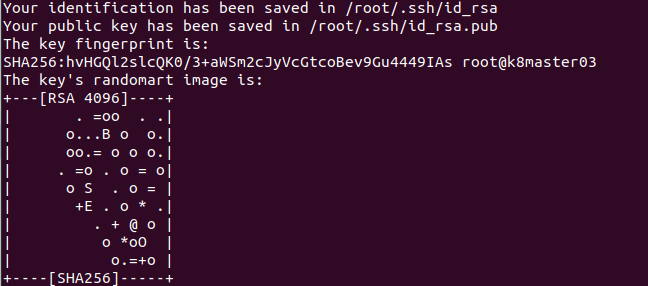 Your identification has been saved in /root/.ssh/id_rsa
Your public key has been saved in /root/.ssh/id_rsa.pub
The key fingerprint is:
SHA256:hvHGQl2slcQK0/3+aWSm2cJyVcGtcoBev9Gu4449IAs root@k8master03
The key's randomart image is:
+---[RSA 4096]----+
|       . =oo  . .|
|      o...B o  o.|
|      oo.= o o o.|
|     . =o . o = o|
|      o S  . o = |
|       +E . o * .|
|         . + @ o |
|          o *oO  |
|           o.=+o |
+----[SHA256]-----+